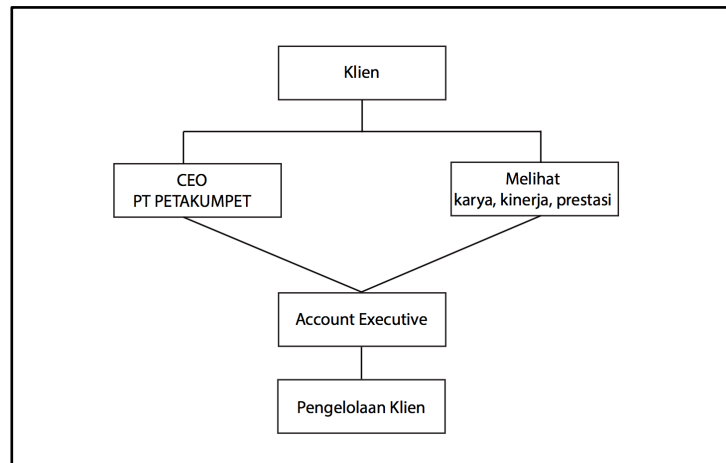 Klien
CEO
PT PETAKUMPET
Melihat
karya, kinerja, prestasi
Account Executive
Pengelolaan Klien